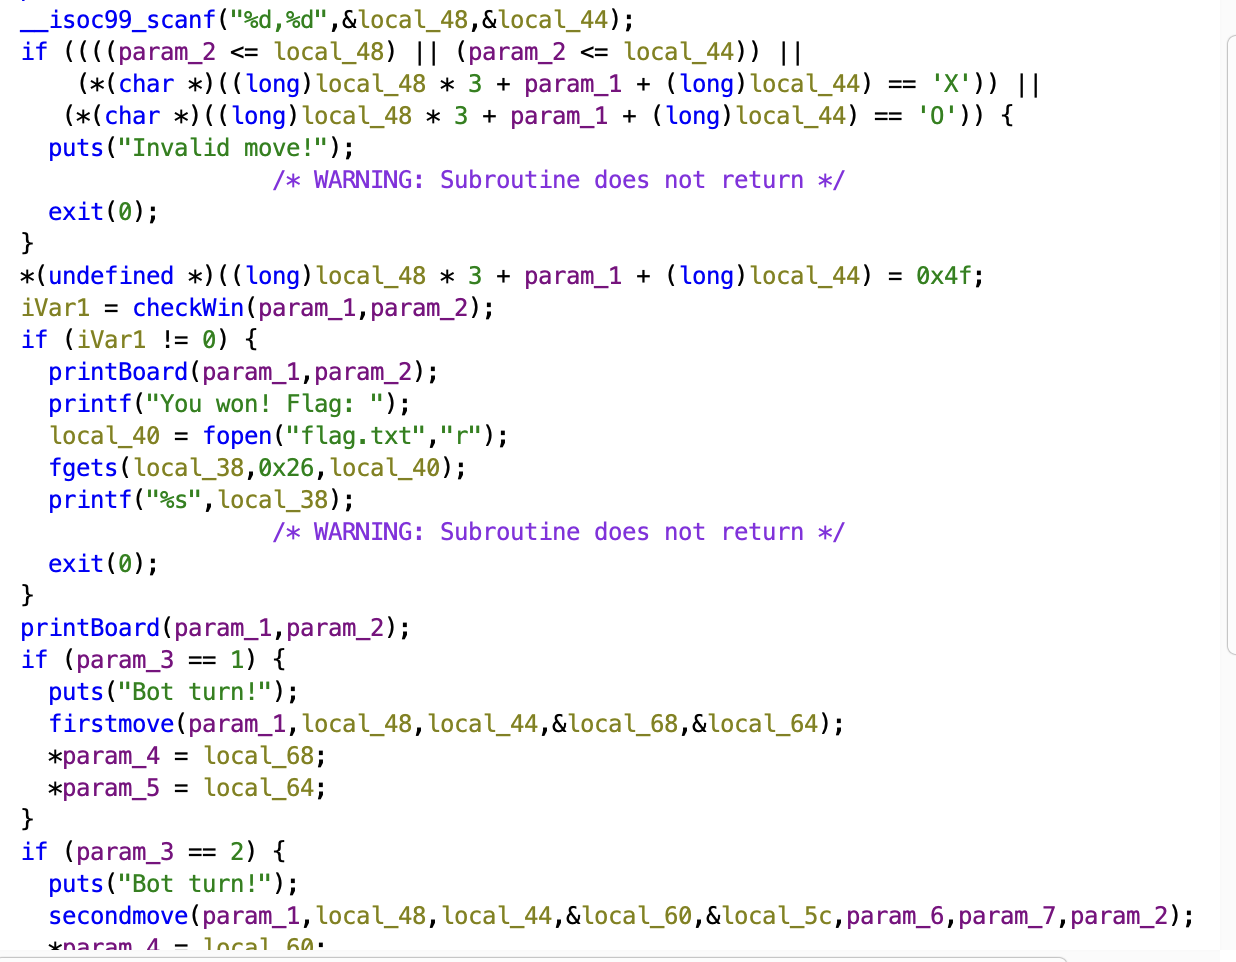 __isoc99_scanf("%d,%d",&local_48,&local_44);
if ((((param_2 <= local_48) || (param_2 <= local_44)) ||
(*(char *)((long)local_48 * 3 + param_1 + (long)local_44) == 'X')) ||
(*(char *)((long)local_48 * 3 + param_1 + (long)local_44) == 'O')) {
puts("Invalid move!");
/* WARNING: Subroutine does not return */
exit(0);
}
*(undefined *)((long)local_48 * 3 + param_1 + (long)local_44) = 0x4f;
iVar1 = checkWin(param_1,param_2);
if (iVar1 != 0) {
printBoard(param_1,param_2);
printf("You won! Flag: ");
local_40 = fopen("flag.txt","r");
fgets(local_38,0x26,local_40);
printf("%s",local_38);
/* WARNING: Subroutine does not return */
exit(0);
}
printBoard(param_1,param_2);
if (param_3 == 1) {
puts("Bot turn!");
firstmove(param_1,local_48,local_44,&local_68,&local_64);
*param_4 = local_68;
*param_5 = local_64;
}
if (param_3 == 2) {
puts("Bot turn!");
secondmove(param_1,local_48,local_44,&local_60,&local_5c,param_6,param_7,param_2);
*param_4 = local_60;